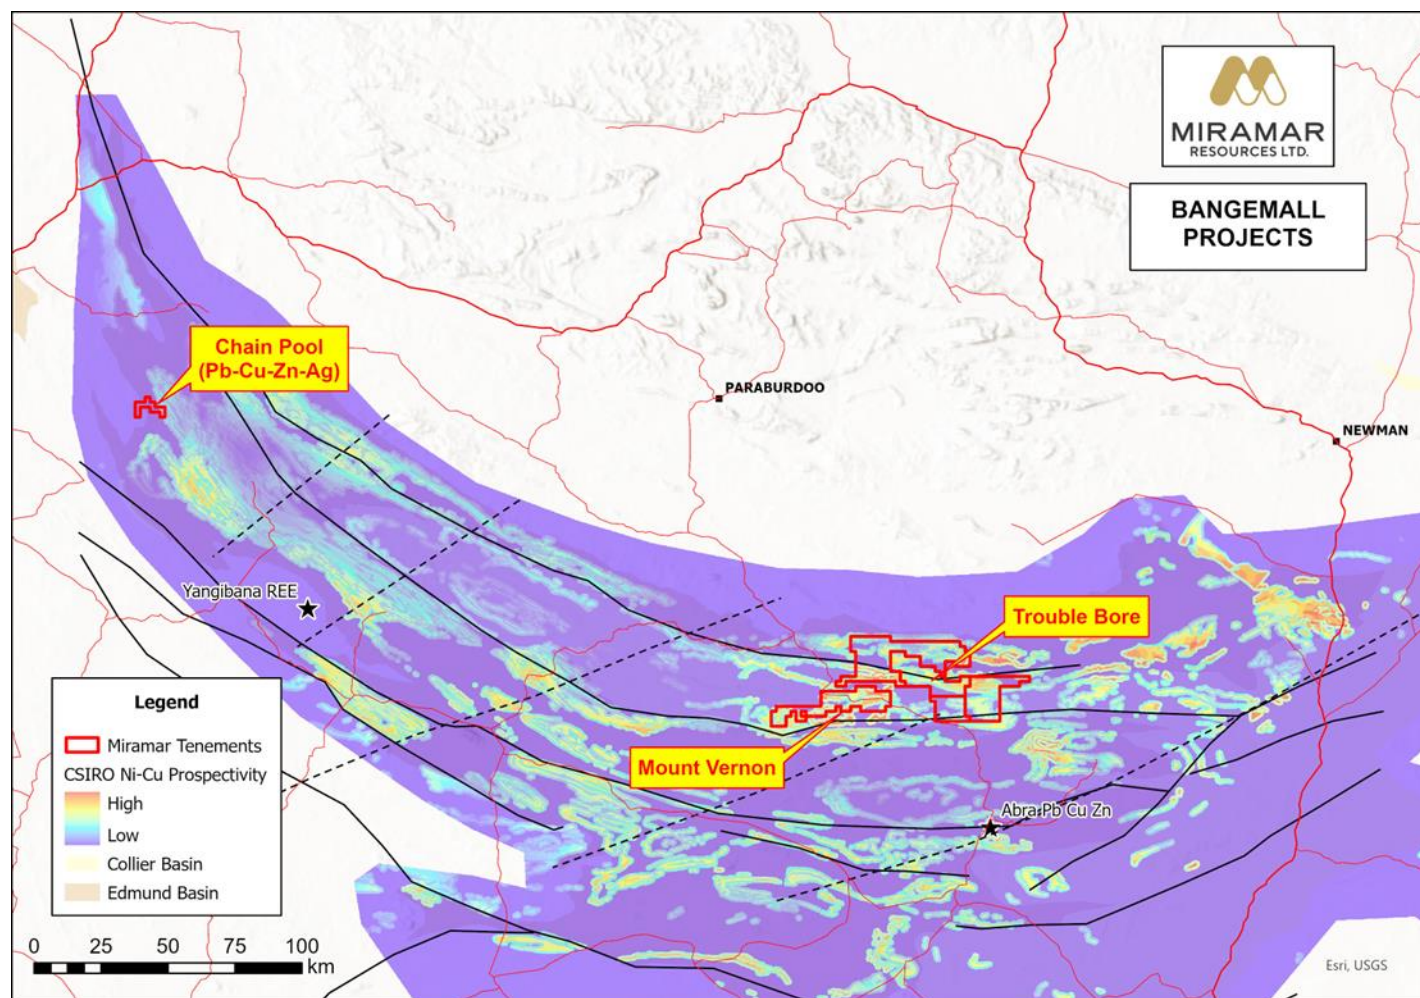 MIRAMAR
RESOURCES LTD.
BANGEMALL
PROJECTS
Chain Pool
(Pb-Cu-Zn-Ag)
PARABURDOO
NEWMAN
Yangibana REE
Trouble Bore
Mount Vernon
Abra Pb Cu Zn
Legend
Miramar Tenements
CSIRO Ni-Cu Prospectivity
High
Low
Collier Basin
Edmund Basin
0 25 50 75 100
km
Esri, USGS